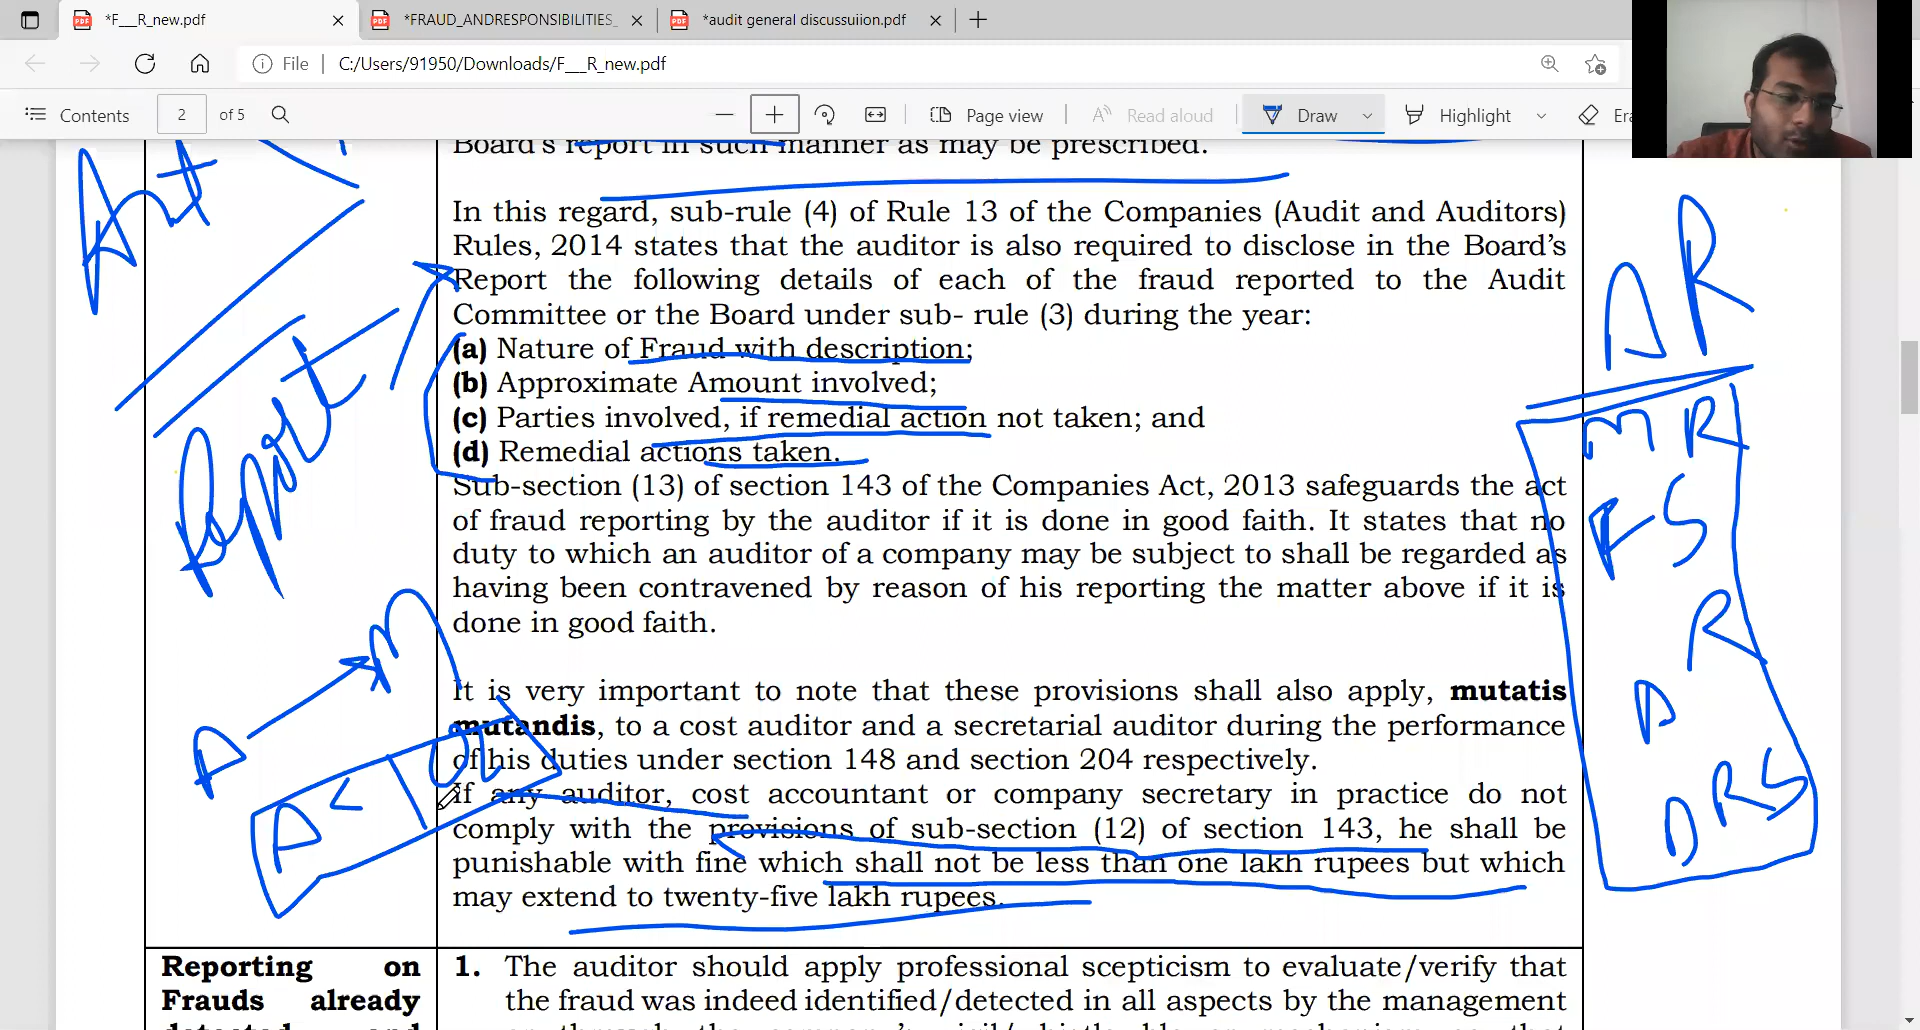 *F__R_new.pdf
*FRAUD_ANDRESPONSIBILITIES_
*audit general discussuiion.pdf
File
C:/Users/91950/Downloads/F__R_new.pdf
Contents
2
of 5
Page view
Read aloud
Draw
Highlight
Era
Board's report in such manner as may be prescribed.
In this regard, sub-rule (4) of Rule 13 of the Companies (Audit and Auditors)
Rules, 2014 states that the auditor is also required to disclose in the Board's
Report the following details of each of the fraud reported to the Audit
Committee or the Board under sub- rule (3) during the year:
(a) Nature of Fraud with description;
(b) Approximate Amount involved;
(c) Parties involved, if remedial action not taken; and
(d) Remedial actions taken.
Sub-section (13) of section 143 of the Companies Act, 2013 safeguards the act
of fraud reporting by the auditor if it is done in good faith. It states that no
duty to which an auditor of a company may be subject to shall be regarded as
having been contravened by reason of his reporting the matter above if it is
done in good faith.
It is very important to note that these provisions shall also apply, mutatis
mutandis, to a cost auditor and a secretarial auditor during the performance
of his duties under section 148 and section 204 respectively.
If any auditor, cost accountant or company secretary in practice do not
comply with the provisions of sub-section (12) of section 143, he shall be
punishable with fine which shall not be less than one lakh rupees but which
may extend to twenty-five lakh rupees.
Reporting on
Frauds already
1. The auditor should apply professional scepticism to evaluate/verify that
the fraud was indeed identified/detected in all aspects by the management
Report
A
M
AR
MR
FS
R
D
DRS